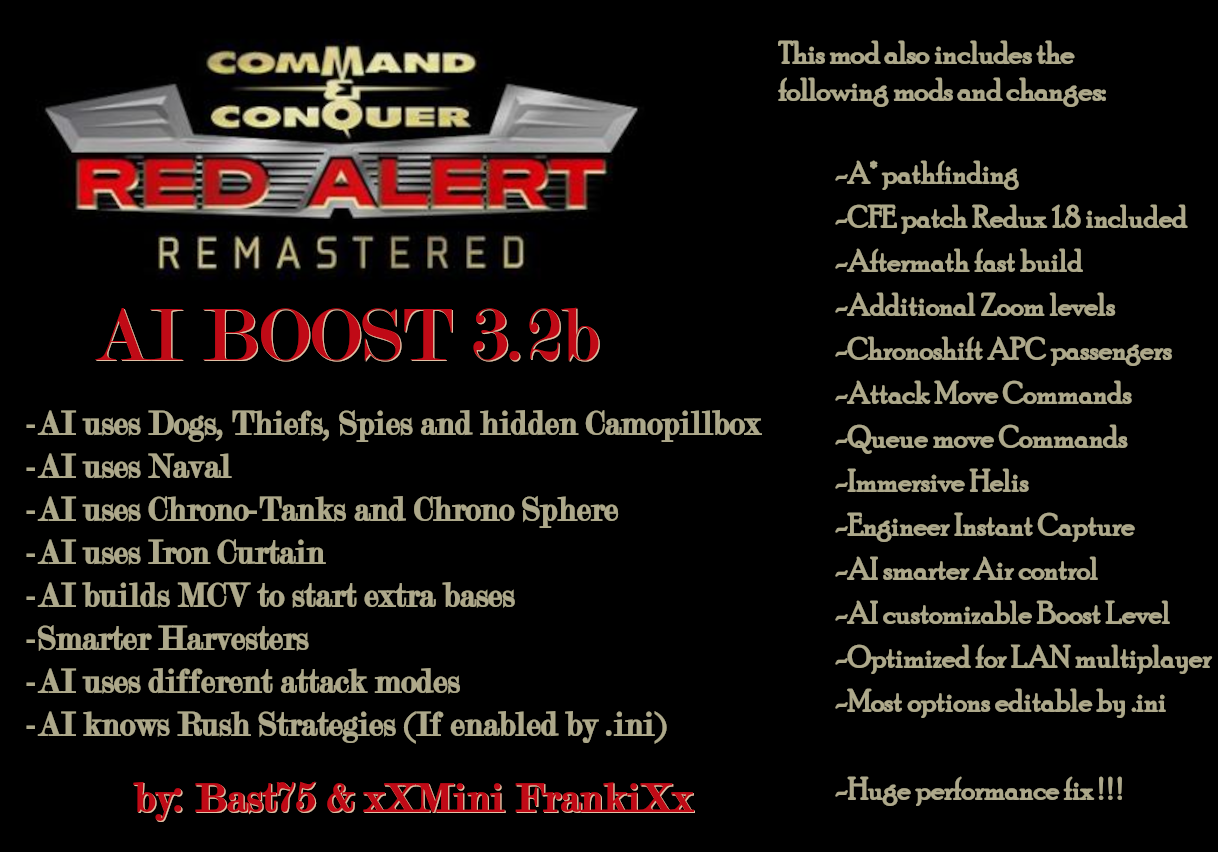 COMMAND
&
CONQUER
RED ALERT
REMASTERED
AI BOOST 3.2b
-AI uses Dogs, Thiefs, Spies and hidden Camopillbox
-AI uses Naval
-AI uses Chrono-Tanks and Chrono Sphere
-AI uses Iron Curtain
-AI builds MCV to start extra bases
-Smarter Harvesters
-AI uses different attack modes
-AI knows Rush Strategies (If enabled by .ini)
by: Bast75 & xXMini FrankiXx
This mod also includes the
following mods and changes:
-A* pathfinding
-CFE patch Redux 1.8 included
-Aftermath fast build
-Additional Zoom levels
-Chronoshift APC passengers
-Attack Move Commands
-Queue move Commands
-Immersive Helis
-Engineer Instant Capture
-AI smarter Air control
-AI customizable Boost Level
-Optimized for LAN multiplayer
-Most options editable by .ini
-Huge performance fix !!!